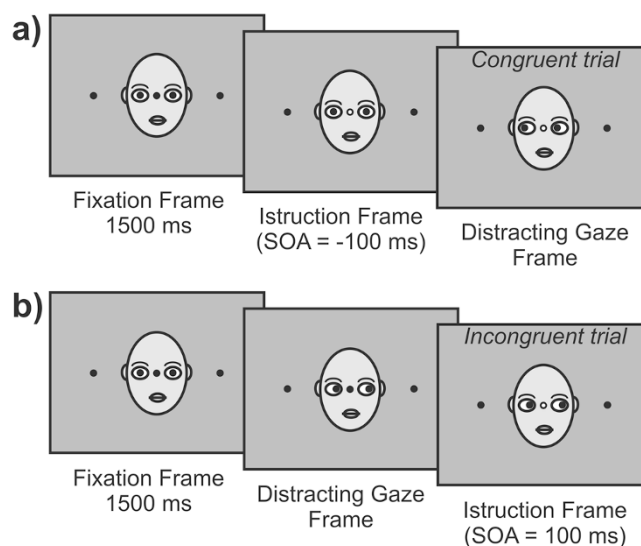 a)
Congruent trial
Fixation Frame
1500 ms
Istruction Frame
(SOA = -100 ms)
Distracting Gaze
Frame
b)
Incongruent trial
Fixation Frame
1500 ms
Distracting Gaze
Frame
Istruction Frame
(SOA = 100 ms)